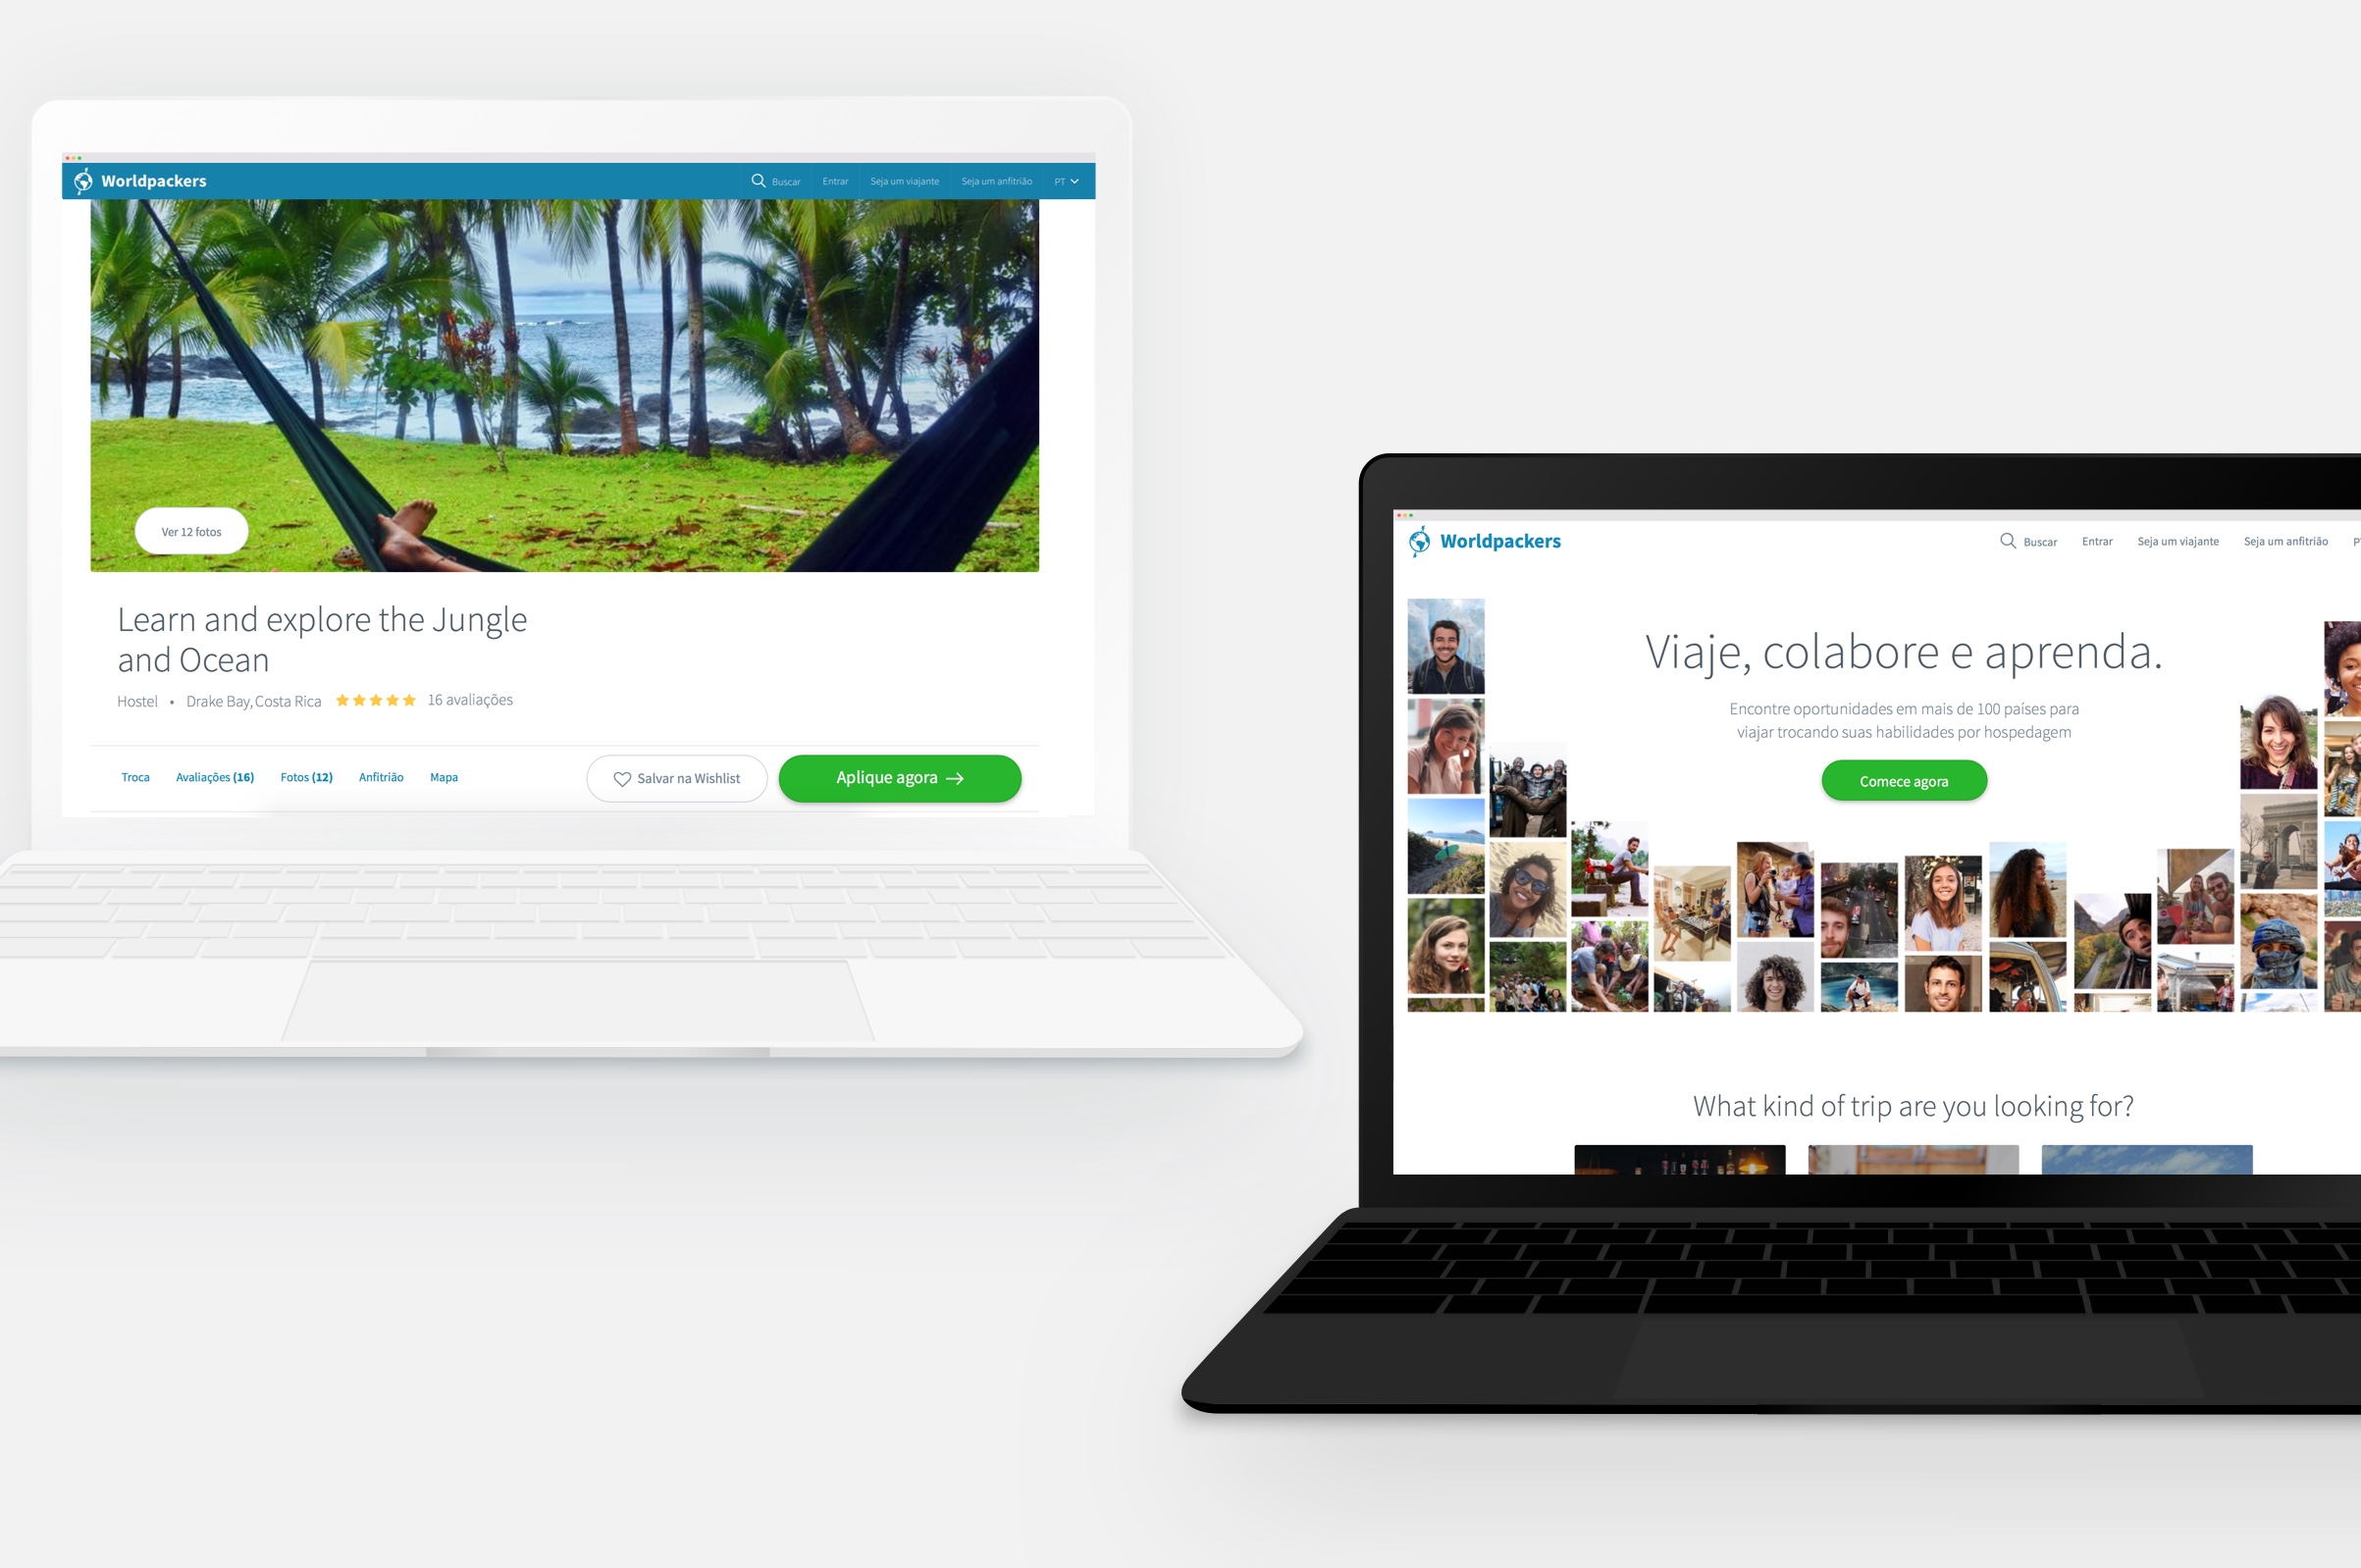 Worldpackers
Buscar Entrar Seja um viajante Seja um anfitrião PT
Ver 12 fotos
Learn and explore the Jungle
and Ocean
Hostel • Drake Bay, Costa Rica 16 avaliações
Troca Avaliações (16) Fotos (12) Anfitrião Mapa Salvar na Wishlist Aplique agora →
Worldpackers
Buscar Entrar Seja um viajante Seja um anfitrião
Viaje, colabore e aprenda.
Encontre oportunidades em mais de 100 países para
viajar trocando suas habilidades por hospedagem
Comece agora
What kind of trip are you looking for?